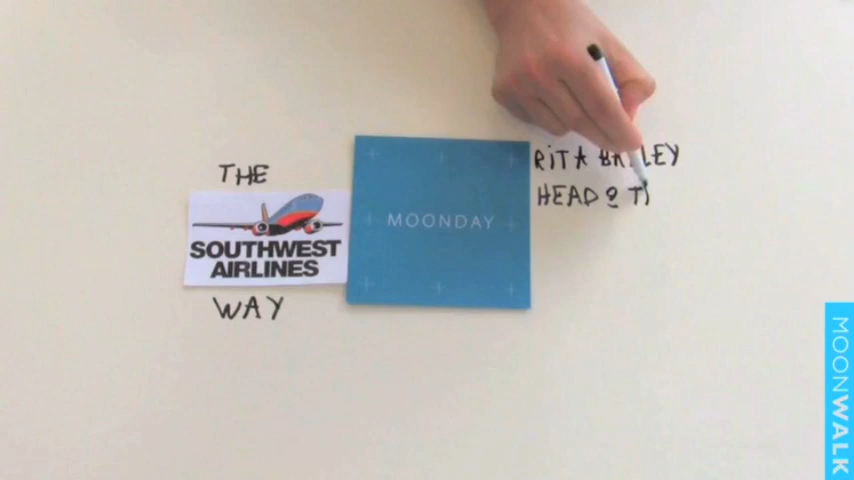 THE
SOUTHWEST
AIRLINES
WAY
MOONDAY
RITA
HEAD
MOONWALK